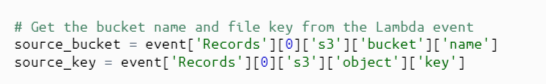 # Get the bucket name and file key from the Lambda event
source_bucket = event['Records'][0]['s3']['bucket']['name']
source_key = event['Records'][0]['s3']['object']['key']